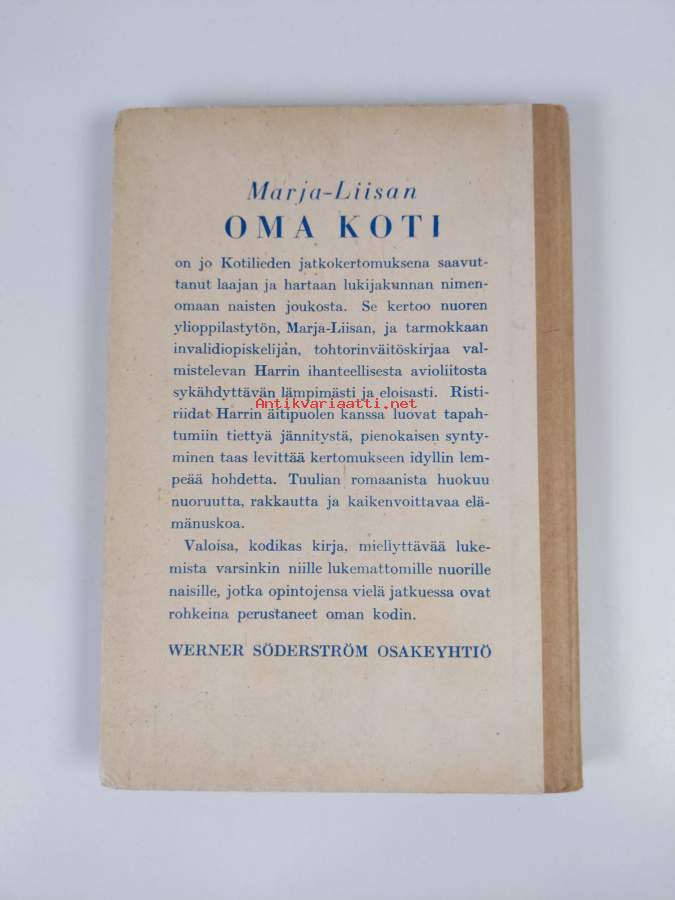 Marja-Liisan
OMA KOTI
on jo Kotilieden jatkokertomuksena saavut-
tanut laajan ja hartaan lukijakunnan nimen-
omaan naisten joukosta. Se kertoo nuoren
ylioppilastytön, Marja-Liisan, ja tarmokkaan
invalidiopiskelijan, tohtorinväitöskirjaa val-
mistelevan Harrin ihanteellisesta avioliitosta
sykähdyttävän lämpimästi ja eloisasti. Risti-
Antikvariaatti.net
riidat Harrin äitipuolen kanssa luovat tapah-
tumiin tiettyä jännitystä, pienokaisen synty-
minen taas levittää kertomukseen idyllin lem-
peää hohdetta. Tuulian romaanista huokuu
nuoruutta, rakkautta ja kaikenvoittavaa elä-
mänuskoa.
Valoisa, kodikas kirja, miellyttävää luke-
mista varsinkin niille lukemattomille nuorille
naisille, jotka opintojensa vielä jatkuessa ovat
rohkeina perustaneet oman kodin.
WERNER SÖDERSTRÖM OSAKEYHTIÖ